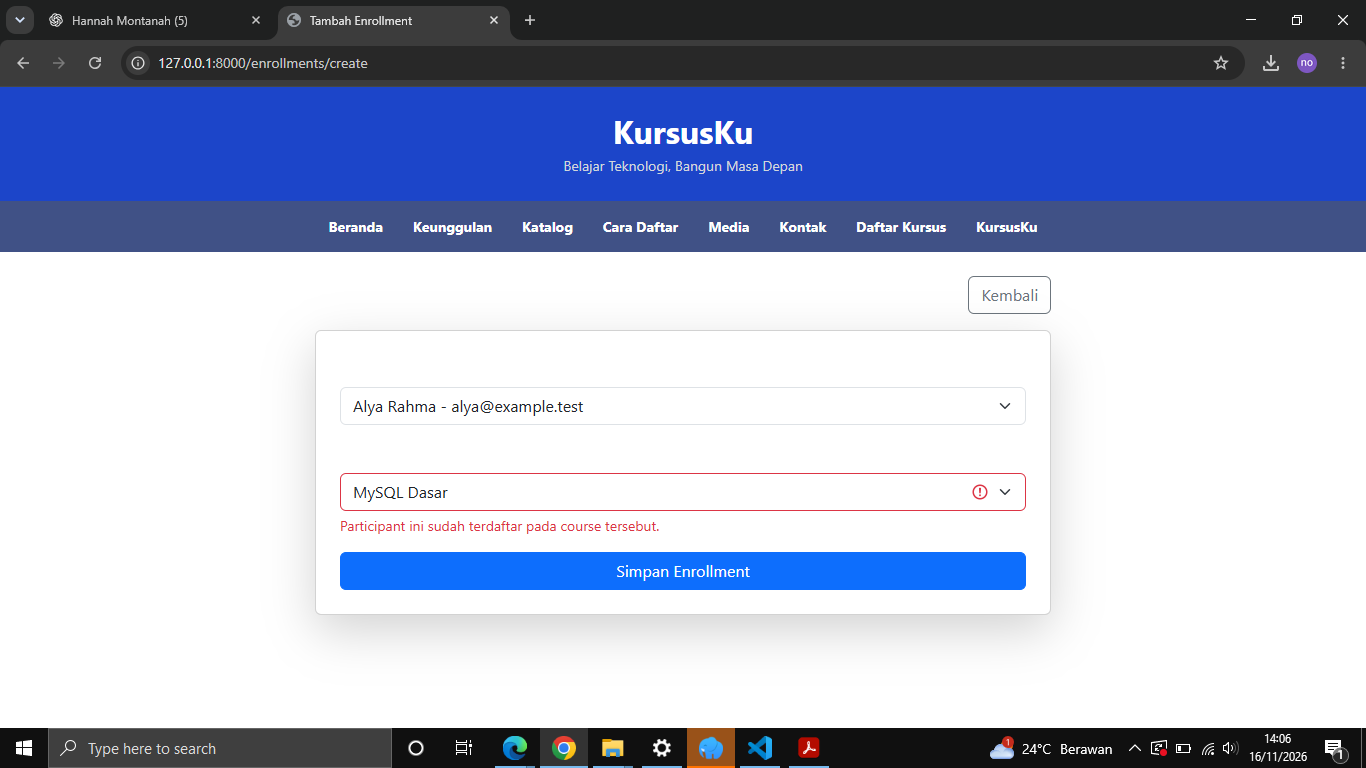 Hannah Montanah (5)
Tambah Enrollment
127.0.0.1:8000/enrollments/create
no
KursusKu
Belajar Teknologi, Bangun Masa Depan
Beranda Keunggulan Katalog Cara Daftar Media Kontak Daftar Kursus KursusKu
Kembali
Alya Rahma - alya@example.test
MySQL Dasar
Participant ini sudah terdaftar pada course tersebut.
Simpan Enrollment
Type here to search
1
24°C Berawan
14:06
16/11/2026
1